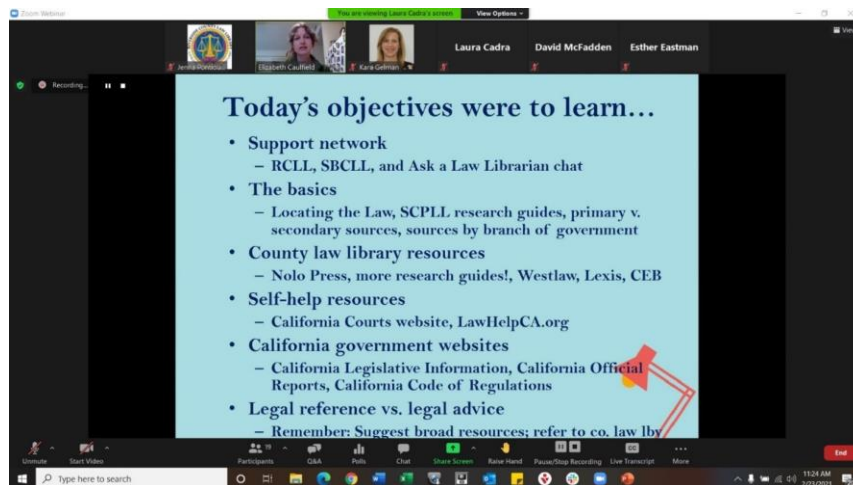 Zoom Webinar
You are viewing Laura Cadra's screen
View Options
View
Jenna Pontious
Elizabeth Caulfield
Kara Gelman
Laura Cadra
David McFadden
Esther Eastman
Recording...
Today's objectives were to learn…
• Support network
– RCLL, SBCLL, and Ask a Law Librarian chat
• The basics
– Locating the Law, SCPLL research guides, primary v.
secondary sources, sources by branch of government
• County law library resources
– Nolo Press, more research guides!, Westlaw, Lexis, CEB
• Self-help resources
– California Courts website, LawHelpCA.org
• California government websites
– California Legislative Information, California Official
Reports, California Code of Regulations
• Legal reference vs. legal advice
– Remember: Suggest broad resources; refer to co. law lby
Unmute
Start Video
Participants
19
Q&A
Polls
Chat
Share Screen
Raise Hand
Pause/Stop Recording
Live Transcript
More
End
Type here to search
11:24 AM